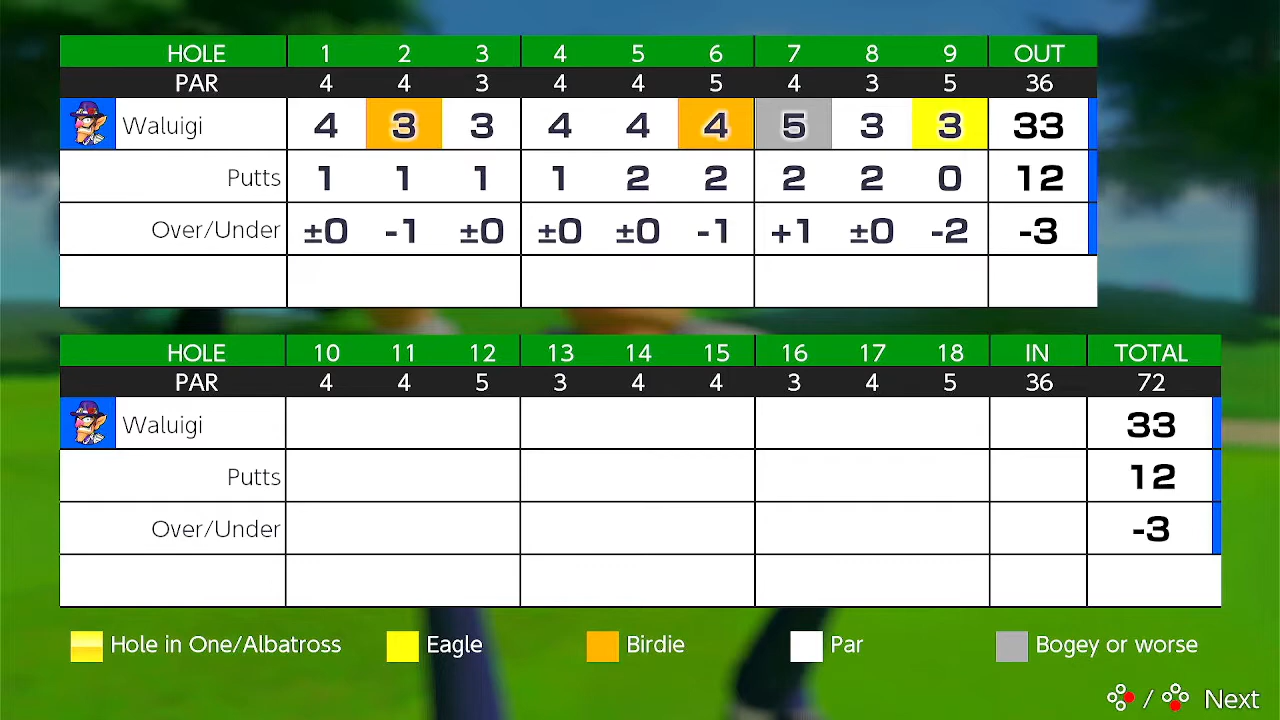 HOLE 1 2 3 4 5 6 7 8 9 OUT
PAR 4 4 3 4 4 5 4 3 5 36
Waluigi 4 3 3 4 4 4 5 3 3 33
Putts 1 1 1 1 2 2 2 2 0 12
Over/Under ±0 -1 ±0 ±0 ±0 -1 +1 ±0 -2 -3
HOLE 10 11 12 13 14 15 16 17 18 IN TOTAL
PAR 4 4 5 3 4 4 3 4 5 36 72
Waluigi 33
Putts 12
Over/Under -3
Hole in One/Albatross Eagle Birdie Par Bogey or worse
/ Next